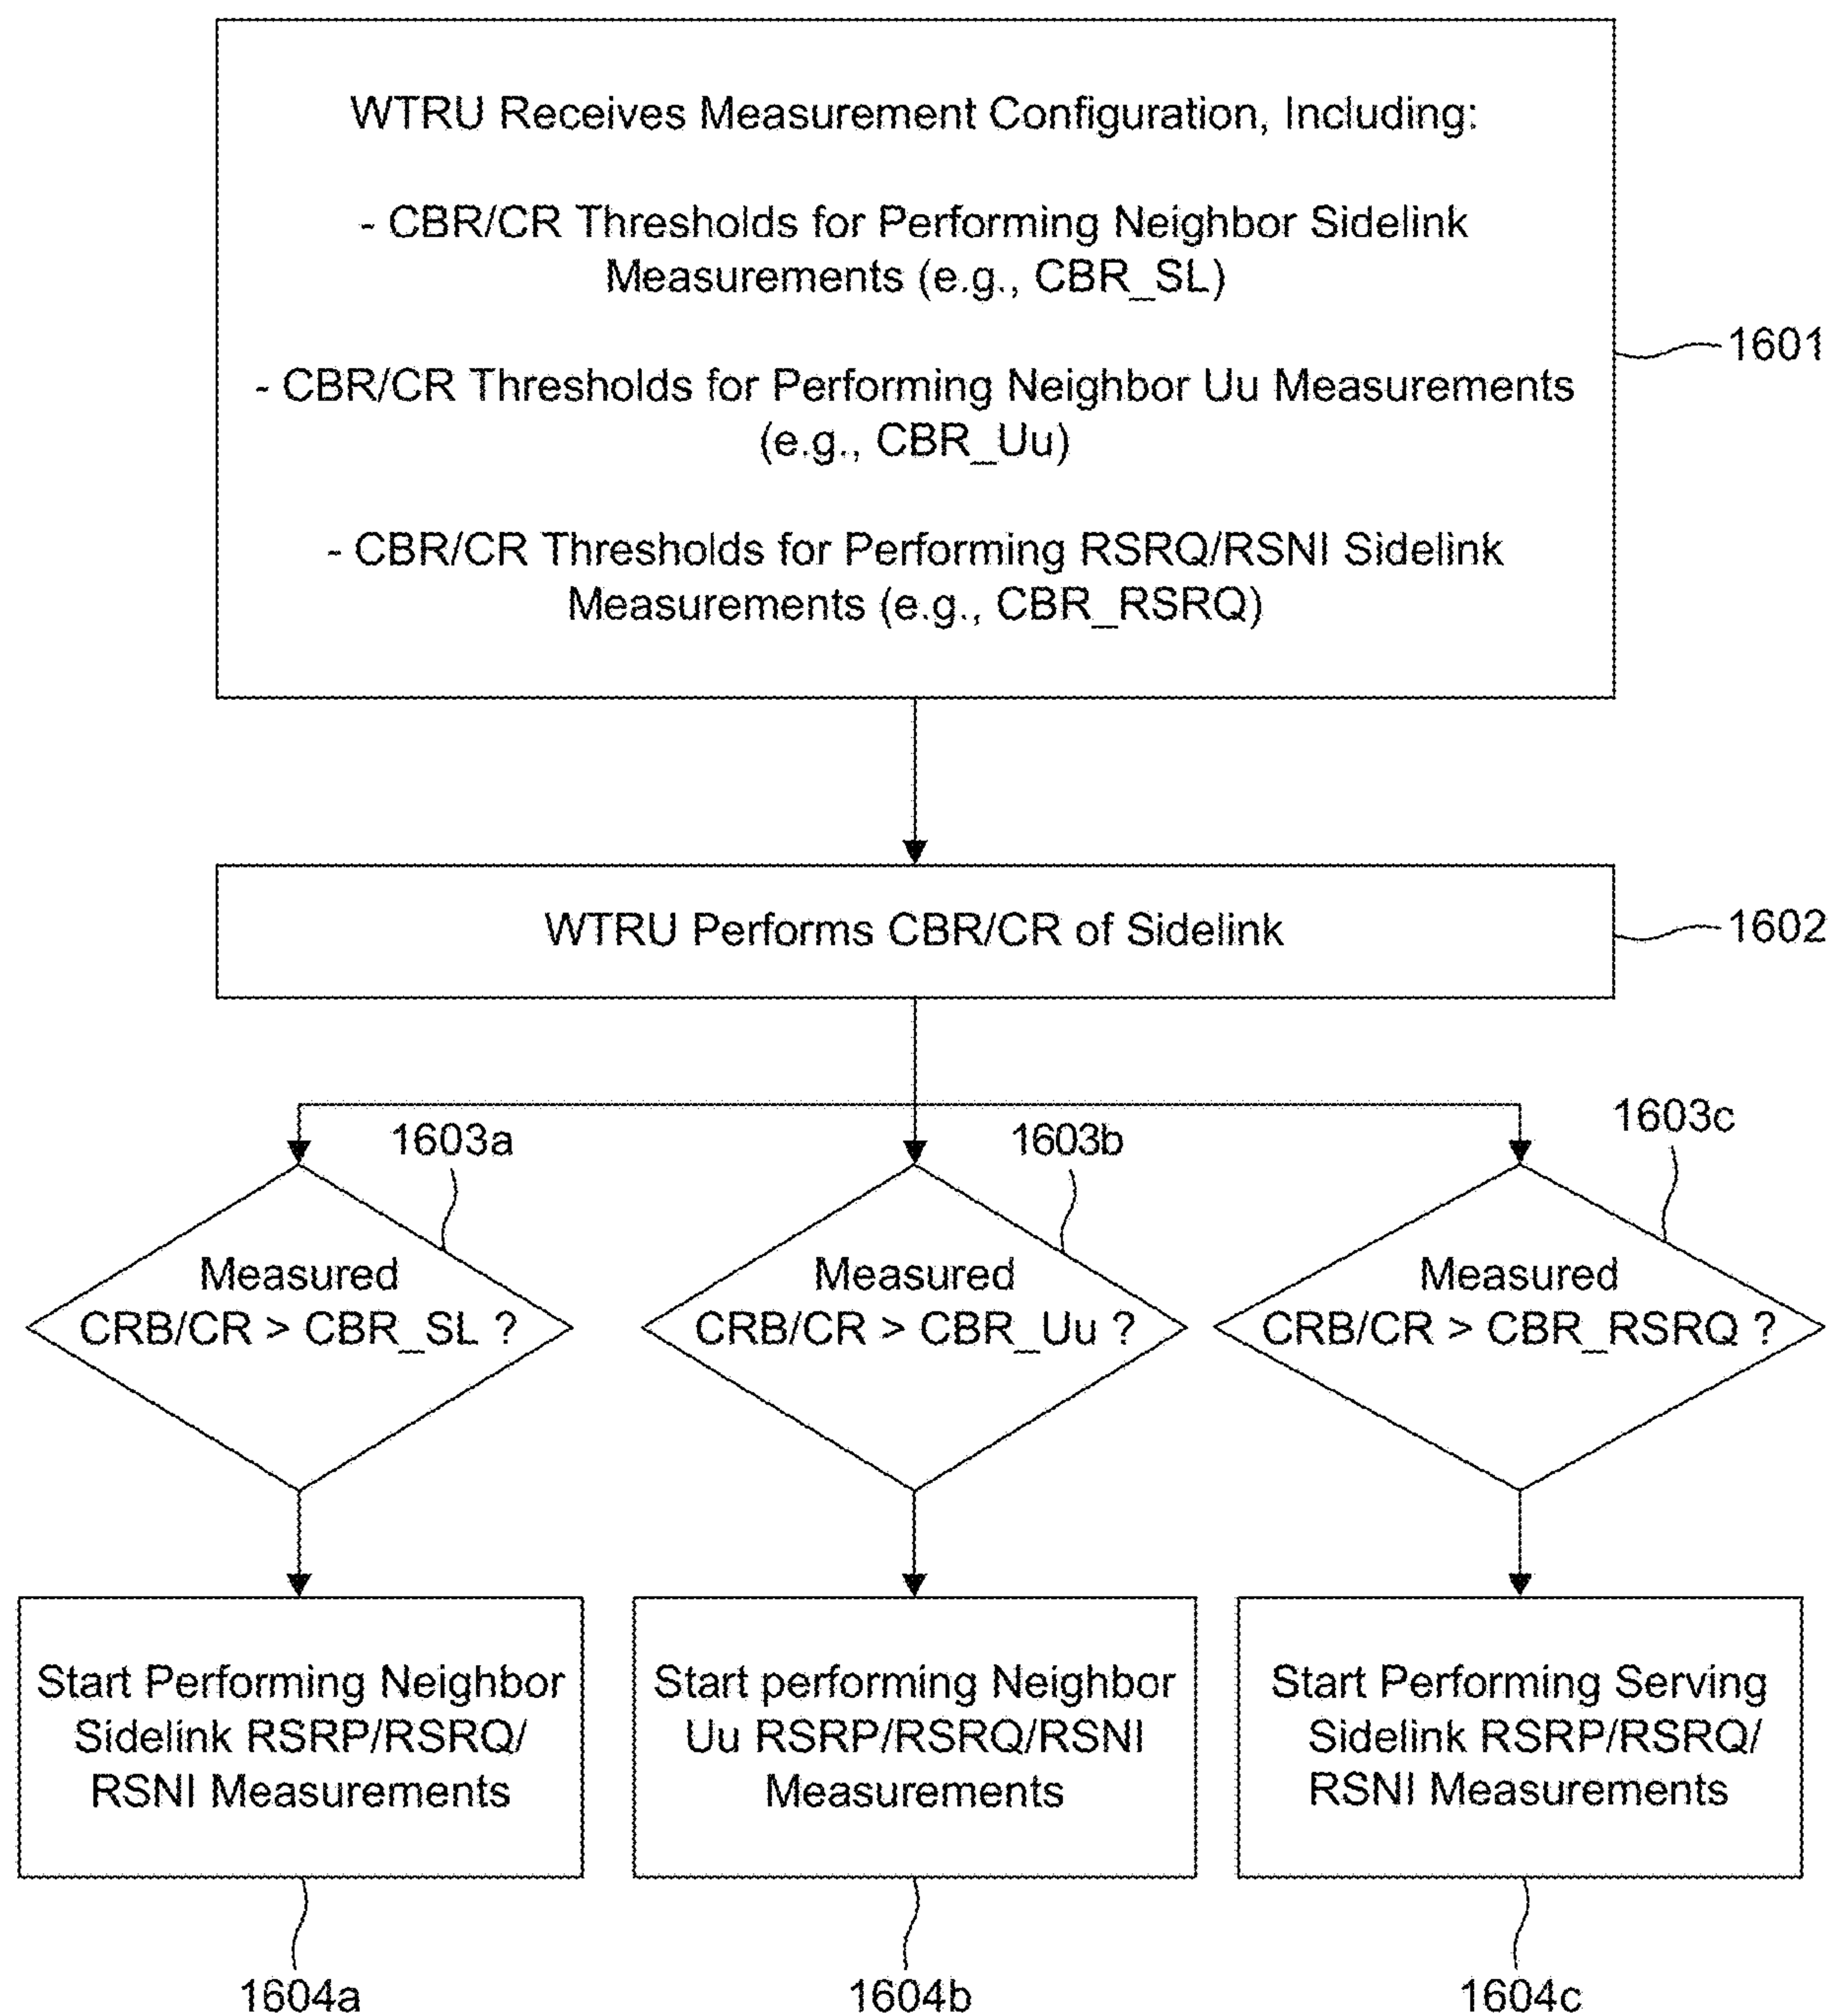 WTRU Receives Measurement Configuration, Including:
- CBR/CR Thresholds for Performing Neighbor Sidelink
Measurements (e.g., CBR_SL)
- CBR/CR Thresholds for Performing Neighbor Uu Measurements
(e.g., CBR_Uu)
- CBR/CR Thresholds for Performing RSRQ/RSNI Sidelink
Measurements (e.g., CBR_RSRQ)
1601
WTRU Performs CBR/CR of Sidelink
1602
1603a
Measured
CRB/CR > CBR_SL ?
1603b
Measured
CRB/CR > CBR_Uu ?
1603c
Measured
CRB/CR > CBR_RSRQ ?
Start Performing Neighbor
Sidelink RSRP/RSRQ/
RSNI Measurements
1604a
Start performing Neighbor
Uu RSRP/RSRQ/RSNI
Measurements
1604b
Start Performing Serving
Sidelink RSRP/RSRQ/
RSNI Measurements
1604c